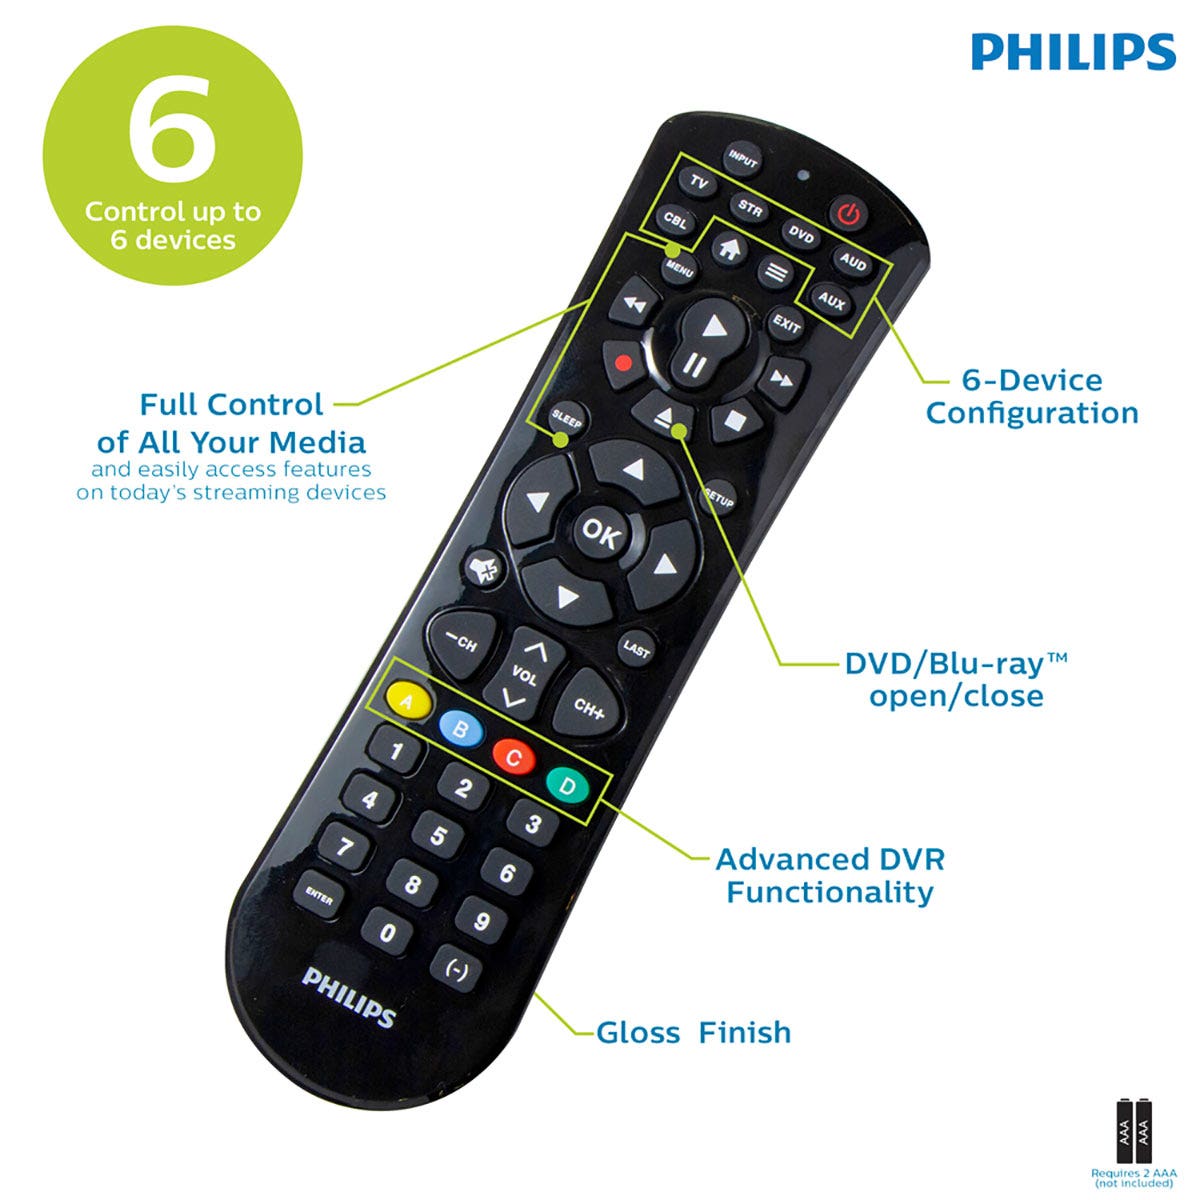 PHILIPS
6
Control up to
6 devices
INPUT
TV
STR
CBL
DVD
AUD
MENU
AUX
EXIT
SLEEP
SETUP
OK
-CH
VOL
LAST
CH+
A
B
C
D
1
2
3
4
5
6
7
8
9
ENTER
0
(-)
PHILIPS
Full Control
of All Your Media
and easily access features
on today's streaming devices
6-Device
Configuration
DVD/Blu-ray™
open/close
Advanced DVR
Functionality
Gloss Finish
AAA
AAA
Requires 2 AAA
(not included)